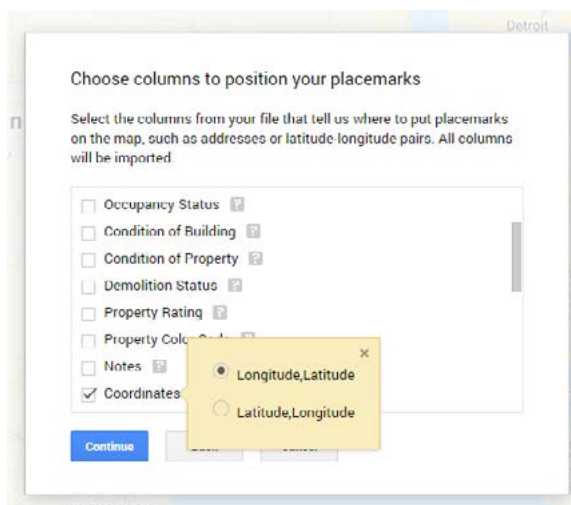 Detroit
Choose columns to position your placemarks
Select the columns from your file that tell us where to put placemarks
on the map, such as addresses or latitude-longitude pairs. All columns
will be imported.
Occupancy Status ?
Condition of Building ?
Condition of Property ?
Demolition Status ?
Property Rating ?
Property Color
Notes ?
Coordinates
×
Longitude,Latitude
Latitude,Longitude
Continue